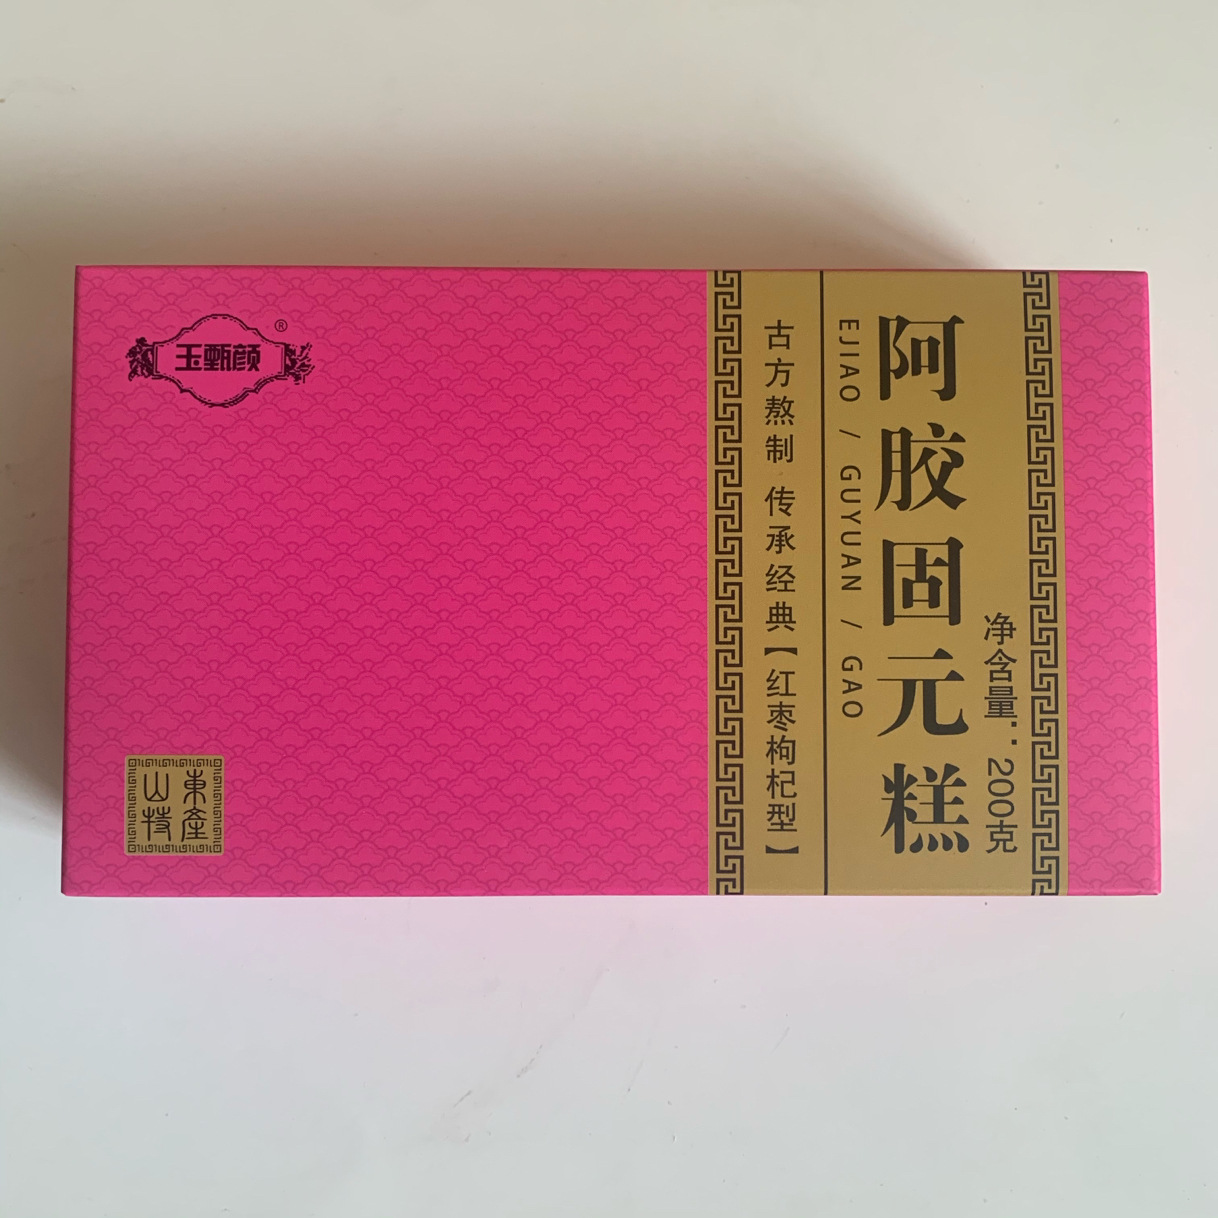 玉甄颜®
阿胶固元糕
EJIAO / GUYUAN / GAO
古方熬制 传承经典【红枣枸杞型】
净含量：200克
山東
特產